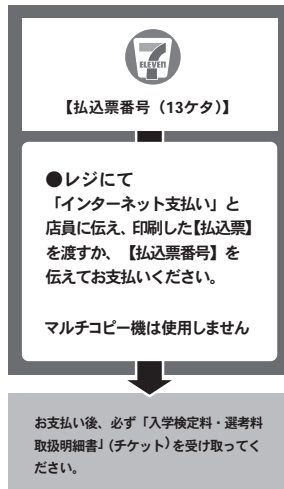 7
ELEVEN
【払込票番号（13ケタ）】
●レジにて
「インターネット支払い」と
店員に伝え、印刷した【払込票】
を渡すか、【払込票番号】を
伝えてお支払いください。
マルチコピー機は使用しません
お支払い後、必ず「入学検定料・選考料
取扱明細書」（チケット）を受け取ってく
ださい。